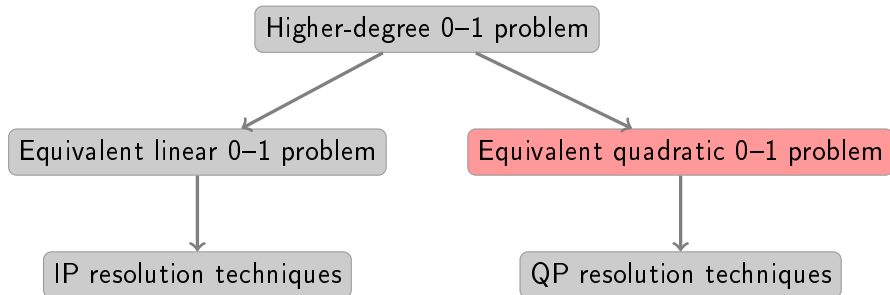 Higher-degree 0–1 problem
Equivalent linear 0–1 problem
Equivalent quadratic 0–1 problem
IP resolution techniques
QP resolution techniques